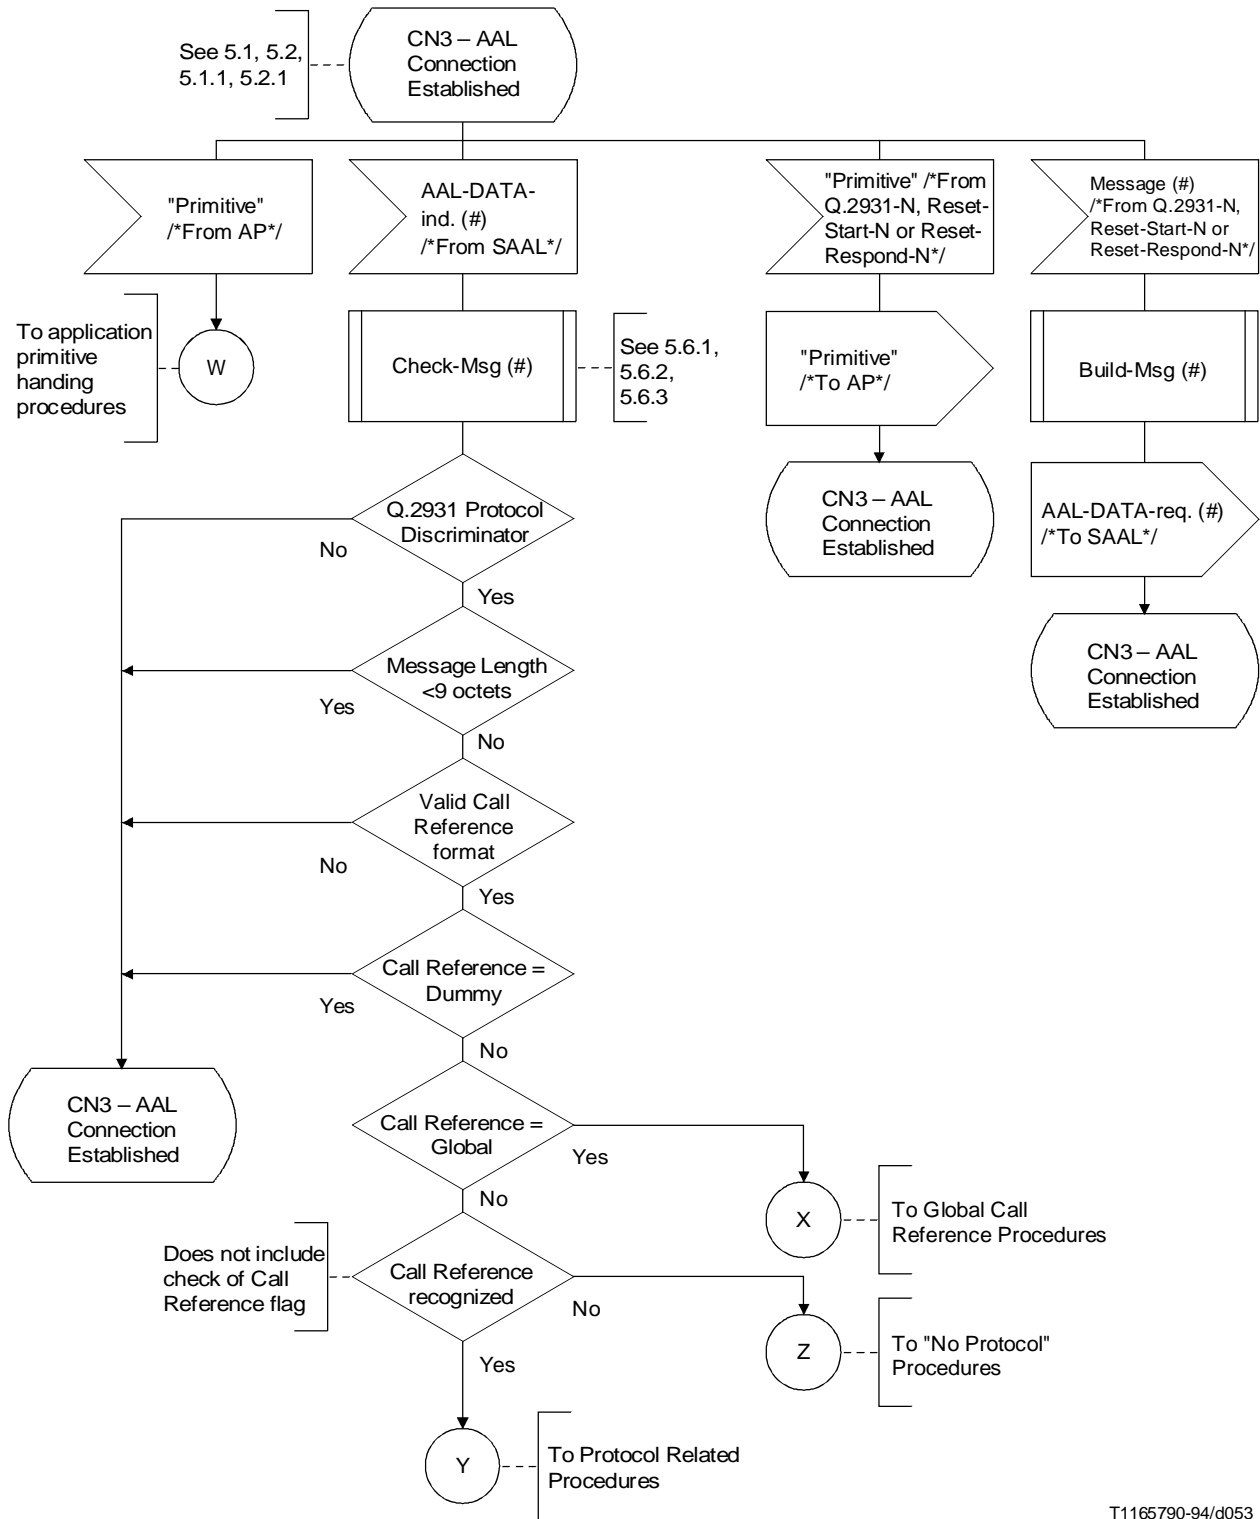 CN3 – AAL
Connection
Established
See 5.1, 5.2,
5.1.1, 5.2.1
"Primitive"
/*From AP*/
AAL-DATA-
ind. (#)
/*From SAAL*/
"Primitive" /*From
Q.2931-N, Reset-
Start-N or Reset-
Respond-N*/
Message (#)
/*From Q.2931-N,
Reset-Start-N or
Reset-Respond-N*/
To application
primitive
handing
procedures
W
Check-Msg (#)
See 5.6.1,
5.6.2,
5.6.3
"Primitive"
/*To AP*/
Build-Msg (#)
Q.2931 Protocol
Discriminator
No
Yes
CN3 – AAL
Connection
Established
AAL-DATA-req. (#)
/*To SAAL*/
Message Length
<9 octets
Yes
No
CN3 – AAL
Connection
Established
Valid Call
Reference
format
No
Yes
Call Reference =
Dummy
Yes
No
CN3 – AAL
Connection
Established
Call Reference =
Global
Yes
No
X
To Global Call
Reference Procedures
Does not include
check of Call
Reference flag
Call Reference
recognized
No
Yes
Z
To "No Protocol"
Procedures
Y
To Protocol Related
Procedures
T1165790-94/d053